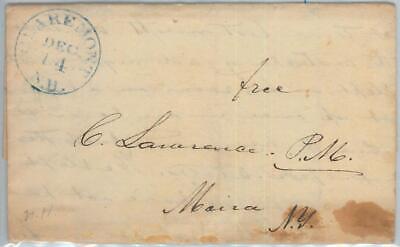 CLAREMONT
DEC
14
N.H.
free
C. Lawrence. P.M.
Moira
N.Y.
N.H